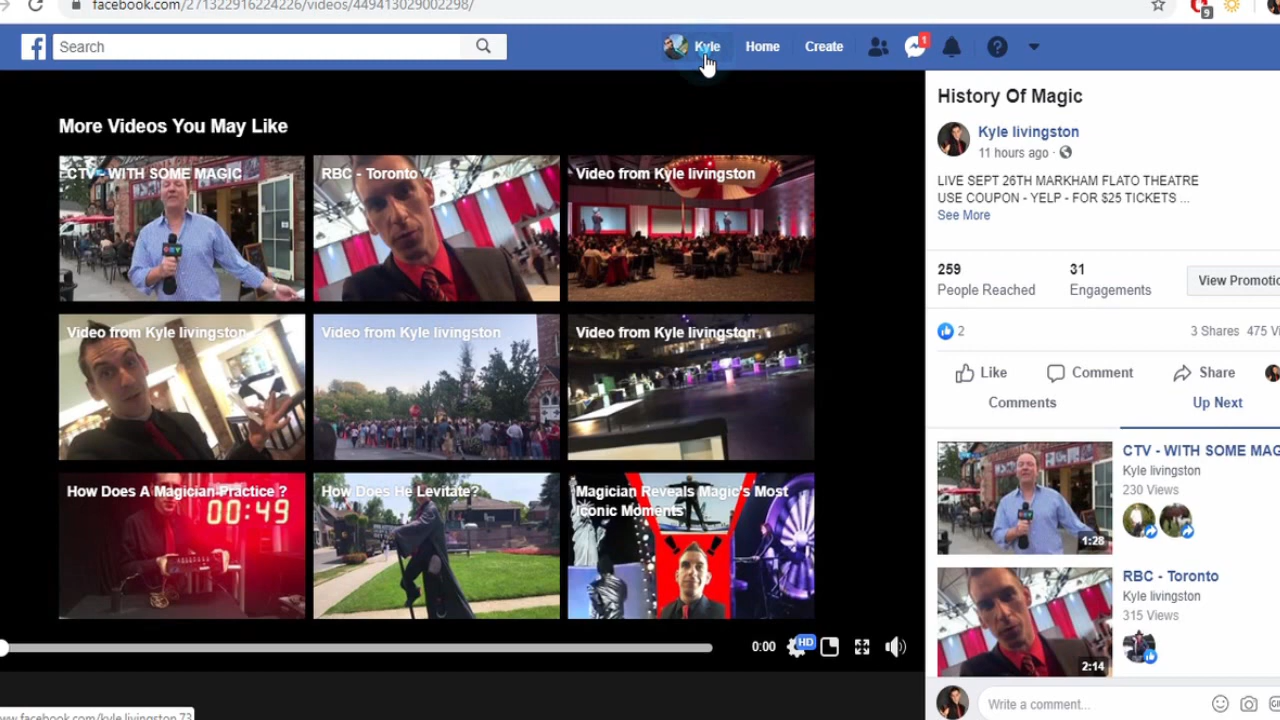 facebook.com/271322916224226/videos/449413029002298/
9
Search
Kyle
Home
Create
1
More Videos You May Like
CTV - WITH SOME MAGIC
RBC - Toronto
Video from Kyle livingston
Video from Kyle livingston
Video from Kyle livingston
Video from Kyle livingston
How Does A Magician Practice ?
00:49
How Does He Levitate?
Magician Reveals Magic's Most
Iconic Moments
0:00
HD
History Of Magic
Kyle livingston
11 hours ago ·
LIVE SEPT 26TH MARKHAM FLATO THEATRE
USE COUPON - YELP - FOR $25 TICKETS ...
See More
259
People Reached
31
Engagements
View Promotio
2
3 Shares 475 Vi
Like
Comment
Share
Comments
Up Next
CTV - WITH SOME MAG
Kyle livingston
230 Views
1:28
RBC - Toronto
Kyle livingston
315 Views
2:14
Write a comment...
ww.facebook.com/kyle.livingston.73